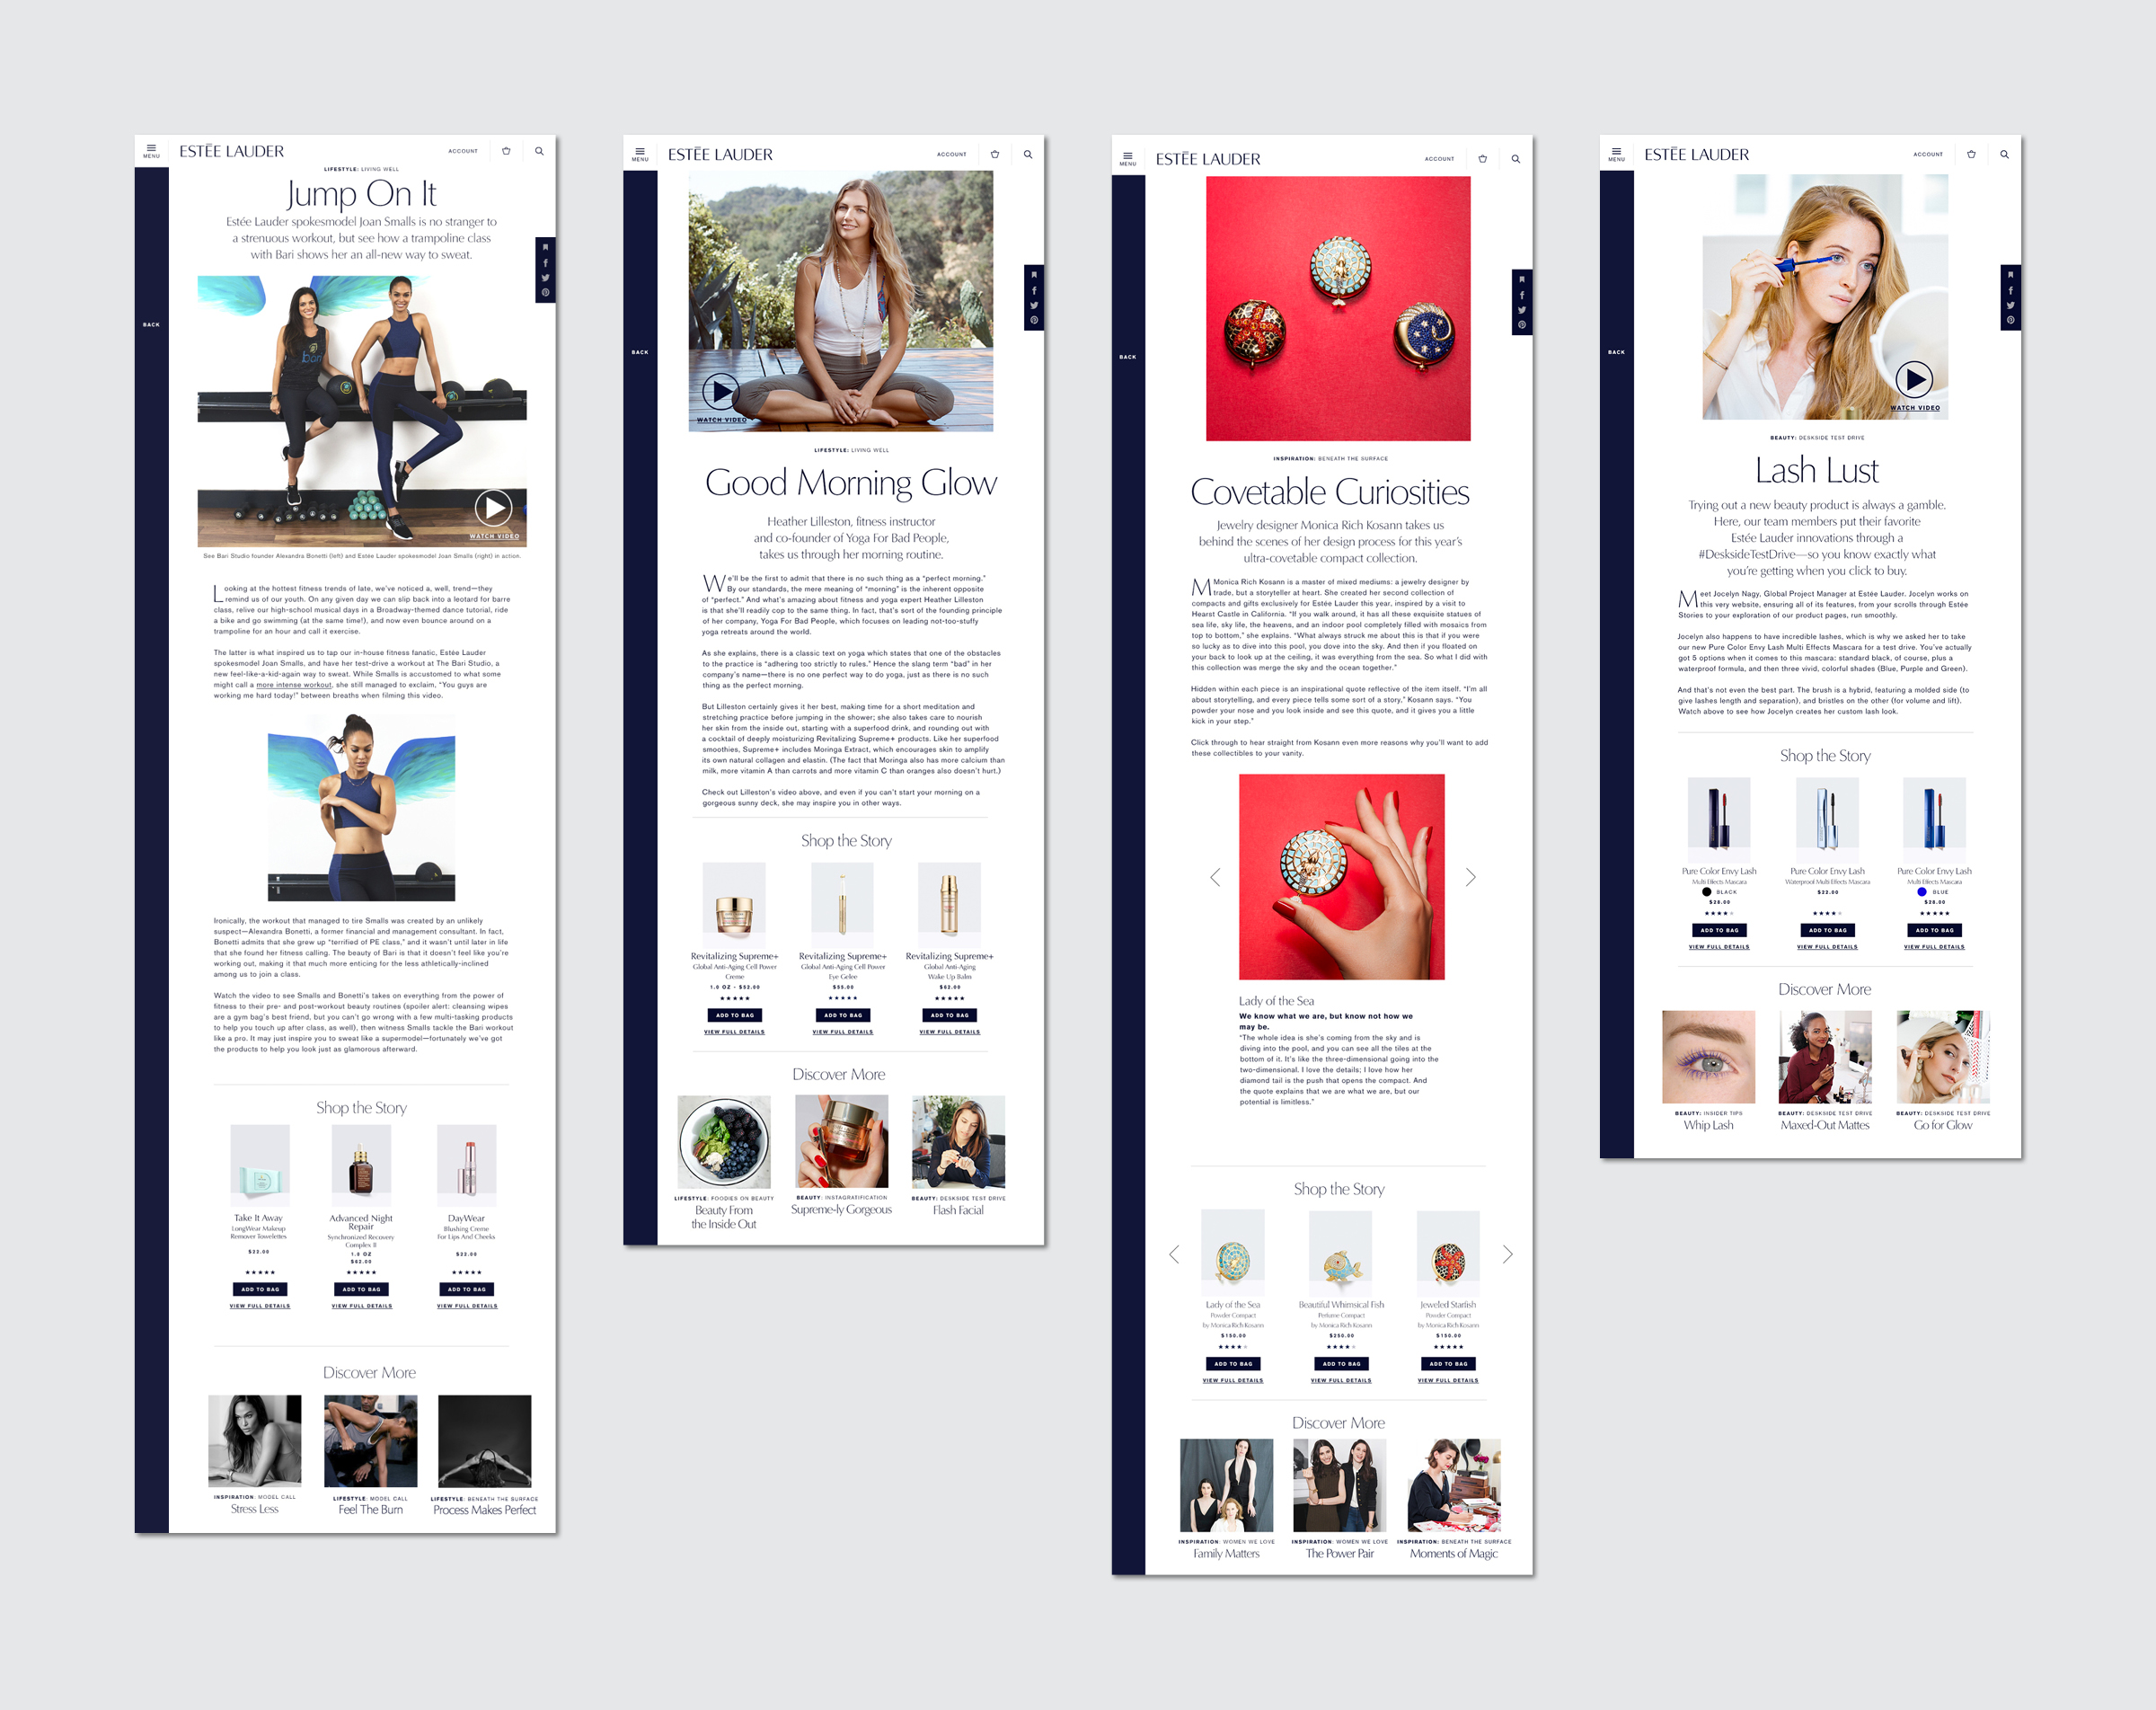 MENU
ESTĒE LAUDER
ACCOUNT
LIFESTYLE: LIVING WELL
Jump On It
Estée Lauder spokesmodel Joan Smalls is no stranger to
a strenuous workout, but see how a trampoline class
with Bari shows her an all-new way to sweat.
BACK
bari
WATCH VIDEO
See Bari Studio founder Alexandra Bonetti (left) and Estée Lauder spokesmodel Joan Smalls (right) in action.
Looking at the hottest fitness trends of late, we've noticed a, well, trend—they
remind us of our youth. On any given day we can slip back into a leotard for barre
class, relive our high-school musical days in a Broadway-themed dance tutorial, ride
a bike and go swimming (at the same time!), and now even bounce around on a
trampoline for an hour and call it exercise.
The latter is what inspired us to tap our in-house fitness fanatic, Estée Lauder
spokesmodel Joan Smalls, and have her test-drive a workout at The Bari Studio, a
new feel-like-a-kid-again way to sweat. While Smalls is accustomed to what some
might call a more intense workout, she still managed to exclaim, "You guys are
working me hard today!" between breaths when filming this video.
Ironically, the workout that managed to tire Smalls was created by an unlikely
suspect—Alexandra Bonetti, a former financial and management consultant. In fact,
Bonetti admits that she grew up "terrified of PE class," and it wasn't until later in life
that she found her fitness calling. The beauty of Bari is that it doesn't feel like you're
working out, making it that much more enticing for the less athletically-inclined
among us to join a class.
Watch the video to see Smalls and Bonetti's takes on everything from the power of
fitness to their pre- and post-workout beauty routines (spoiler alert: cleansing wipes
are a gym bag's best friend, but you can't go wrong with a few multi-tasking products
to help you touch up after class, as well), then witness Smalls tackle the Bari workout
like a pro. It may just inspire you to sweat like a supermodel—fortunately we've got
the products to help you look just as glamorous afterward.
Shop the Story
Take It Away
LongWear Makeup
Remover Towelettes
$22.00
ADD TO BAG
VIEW FULL DETAILS
Advanced Night
Repair
Synchronized Recovery
Complex II
1.0 OZ
$62.00
ADD TO BAG
VIEW FULL DETAILS
DayWear
Blushing Creme
For Lips And Cheeks
$22.00
ADD TO BAG
VIEW FULL DETAILS
Discover More
INSPIRATION: MODEL CALL
Stress Less
LIFESTYLE: MODEL CALL
Feel The Burn
LIFESTYLE: BENEATH THE SURFACE
Process Makes Perfect
MENU
ESTĒE LAUDER
ACCOUNT
BACK
WATCH VIDEO
LIFESTYLE: LIVING WELL
Good Morning Glow
Heather Lilleston, fitness instructor
and co-founder of Yoga For Bad People,
takes us through her morning routine.
We'll be the first to admit that there is no such thing as a "perfect morning."
By our standards, the mere meaning of "morning" is the inherent opposite
of "perfect." And what's amazing about fitness and yoga expert Heather Lilleston
is that she'll readily cop to the same thing. In fact, that's sort of the founding principle
of her company, Yoga For Bad People, which focuses on leading not-too-stuffy
yoga retreats around the world.
As she explains, there is a classic text on yoga which states that one of the obstacles
to the practice is "adhering too strictly to rules." Hence the slang term "bad" in her
company's name—there is no one perfect way to do yoga, just as there is no such
thing as the perfect morning.
But Lilleston certainly gives it her best, making time for a short meditation and
stretching practice before jumping in the shower; she also takes care to nourish
her skin from the inside out, starting with a superfood drink, and rounding out with
a cocktail of deeply moisturizing Revitalizing Supreme+ products. Like her superfood
smoothies, Supreme+ includes Moringa Extract, which encourages skin to amplify
its own natural collagen and elastin. (The fact that Moringa also has more calcium than
milk, more vitamin A than carrots and more vitamin C than oranges also doesn't hurt.)
Check out Lilleston's video above, and even if you can't start your morning on a
gorgeous sunny deck, she may inspire you in other ways.
Shop the Story
Revitalizing Supreme+
Global Anti-Aging Cell Power
Creme
1.0 OZ - $52.00
ADD TO BAG
VIEW FULL DETAILS
Revitalizing Supreme+
Global Anti-Aging Cell Power
Eye Gelee
$55.00
ADD TO BAG
VIEW FULL DETAILS
Revitalizing Supreme+
Global Anti-Aging
Wake Up Balm
$62.00
ADD TO BAG
VIEW FULL DETAILS
Discover More
LIFESTYLE: FOODIES ON BEAUTY
Beauty From
the Inside Out
BEAUTY: INSTAGRATIFICATION
Supreme-ly Gorgeous
BEAUTY: DESKSIDE TEST DRIVE
Flash Facial
MENU
ESTĒE LAUDER
ACCOUNT
BACK
INSPIRATION: BENEATH THE SURFACE
Covetable Curiosities
Jewelry designer Monica Rich Kosann takes us
behind the scenes of her design process for this year's
ultra-covetable compact collection.
M Monica Rich Kosann is a master of mixed mediums: a jewelry designer by
trade, but a storyteller at heart. She created her second collection of
compacts and gifts exclusively for Estée Lauder this year, inspired by a visit to
Hearst Castle in California. "If you walk around, it has all these exquisite statues of
sea life, sky life, the heavens, and an indoor pool completely filled with mosaics from
top to bottom," she explains. "What always struck me about this is that if you were
so lucky as to dive into this pool, you dove into the sky. And then if you floated on
your back to look up at the ceiling, it was everything from the sea. So what I did with
this collection was merge the sky and the ocean together."
Hidden within each piece is an inspirational quote reflective of the item itself. "I'm all
about storytelling, and every piece tells some sort of a story," Kosann says. "You
powder your nose and you look inside and see this quote, and it gives you a little
kick in your step."
Click through to hear straight from Kosann even more reasons why you'll want to add
these collectibles to your vanity.
Lady of the Sea
We know what we are, but know not how we
may be.
"The whole idea is she's coming from the sky and is
diving into the pool, and you can see all the tiles at the
bottom of it. It's like the three-dimensional going into the
two-dimensional. I love the details; I love how her
diamond tail is the push that opens the compact. And
the quote explains that we are what we are, but our
potential is limitless."
Shop the Story
Lady of the Sea
Powder Compact
by Monica Rich Kosann
$150.00
ADD TO BAG
VIEW FULL DETAILS
Beautiful Whimsical Fish
Perfume Compact
by Monica Rich Kosann
$250.00
ADD TO BAG
VIEW FULL DETAILS
Jeweled Starfish
Powder Compact
by Monica Rich Kosann
$150.00
ADD TO BAG
VIEW FULL DETAILS
Discover More
INSPIRATION: WOMEN WE LOVE
Family Matters
INSPIRATION: WOMEN WE LOVE
The Power Pair
INSPIRATION: BENEATH THE SURFACE
Moments of Magic
MENU
ESTĒE LAUDER
ACCOUNT
BACK
WATCH VIDEO
BEAUTY: DESKSIDE TEST DRIVE
Lash Lust
Trying out a new beauty product is always a gamble.
Here, our team members put their favorite
Estée Lauder innovations through a
#DesksideTestDrive—so you know exactly what
you're getting when you click to buy.
Meet Jocelyn Nagy, Global Project Manager at Estée Lauder. Jocelyn works on
this very website, ensuring all of its features, from your scrolls through Estée
Stories to your exploration of our product pages, run smoothly.
Jocelyn also happens to have incredible lashes, which is why we asked her to take
our new Pure Color Envy Lash Multi Effects Mascara for a test drive. You've actually
got 5 options when it comes to this mascara: standard black, of course, plus a
waterproof formula, and then three vivid, colorful shades (Blue, Purple and Green).
And that's not even the best part. The brush is a hybrid, featuring a molded side (to
give lashes length and separation), and bristles on the other (for volume and lift).
Watch above to see how Jocelyn creates her custom lash look.
Shop the Story
Pure Color Envy Lash
Multi Effects Mascara
BLACK
$28.00
ADD TO BAG
VIEW FULL DETAILS
Pure Color Envy Lash
Waterproof Multi Effects Mascara
$32.00
ADD TO BAG
VIEW FULL DETAILS
Pure Color Envy Lash
Multi Effects Mascara
BLUE
$28.00
ADD TO BAG
VIEW FULL DETAILS
Discover More
BEAUTY: INSIDER TIPS
Whip Lash
BEAUTY: DESKSIDE TEST DRIVE
Maxed-Out Mattes
BEAUTY: DESKSIDE TEST DRIVE
Go for Glow